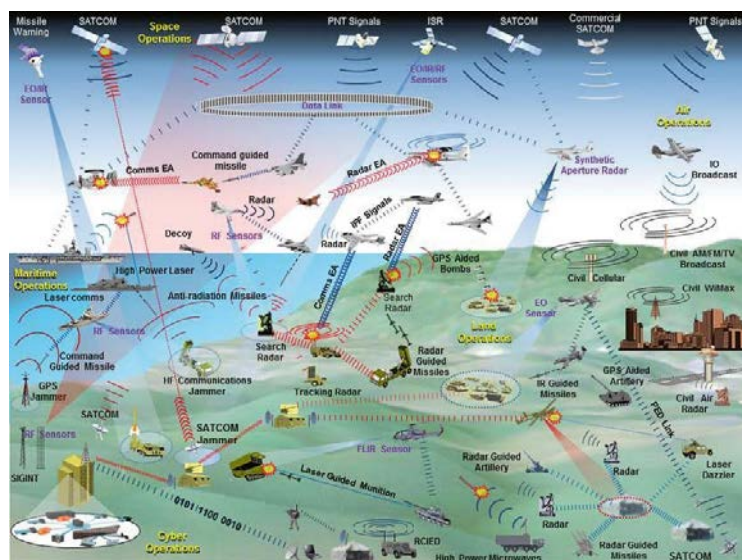 Missile
Warning
SATCOM
Space
Operations
SATCOM
PNT Signals
ISR
SATCOM
Commercial
SATCOM
PNT Signals
EO/IR
Sensor
EO/IR/RF
Sensors
Data Link
Air
Operations
Comms EA
Command guided
missile
Radar EA
Synthetic
Aperture Radar
IO
Broadcast
Radar
RF Sensors
IFF Signals
Radar
Radar EA
Decoy
Civil AM/FM/TV
Broadcast
Maritime
Operations
High Power Laser
Laser comms
Anti-radiation Missiles
Comms EA
GPS Aided
Bombs
Civil
Cellular
Civil WiMax
Search
Radar
EO
Sensor
RF Sensors
Command
Guided Missile
Search
Radar
Land
Operations
GPS
Jammer
HF Communications
Jammer
Tracking Radar
Radar
Guided
Missiles
IR Guided
Missiles
GPS Aided
Artillery
Civil Air
Radar
SATCOM
SATCOM
Jammer
RF Sensors
FLIR Sensor
PED Link
SIGINT
Laser Guided Munition
Radar Guided
Artillery
Radar
Laser
Dazzler
0101 1100 0010
Radar
Cyber
Operations
RCIED
High Power Microwaves
Radar Guided
Missiles
SATCOM